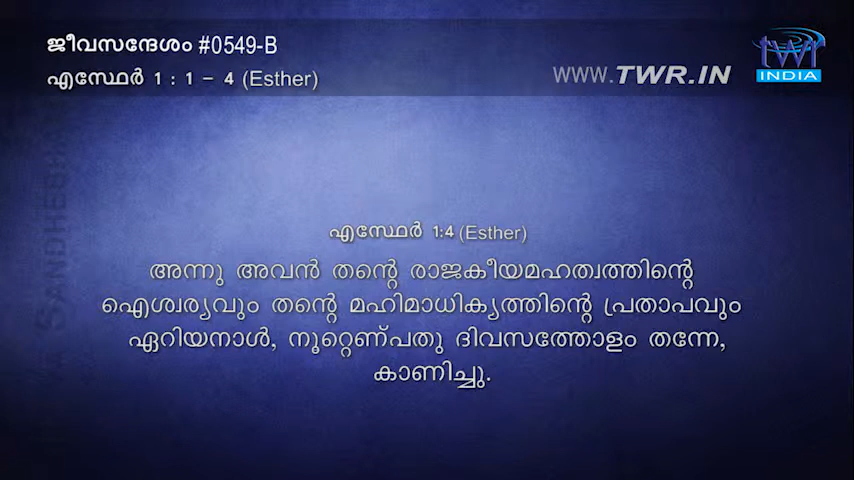 ജീവസന്ദേശം #0549-B
എസ്ഥേർ 1 : 1 - 4 (Esther)
WWW.TWR.IN
twr
INDIA
SANDHESHA
എസ്ഥേർ 1:4 (Esther)
അന്നു അവൻ തന്റെ രാജകീയമഹത്വത്തിന്റെ
ഐശ്വര്യവും തന്റെ മഹിമാധിക്യത്തിന്റെ പ്രതാപവും
ഏറിയനാൾ, നൂറ്റെണ്പതു ദിവസത്തോളം തന്നേ,
കാണിച്ചു.